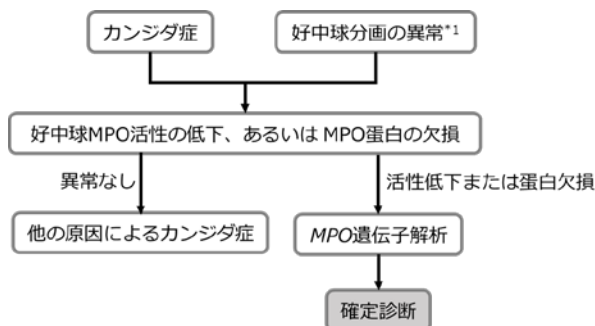 カンジダ症
好中球分画の異常*1
好中球MPO活性の低下、あるいは MPO蛋白の欠損
異常なし
活性低下または蛋白欠損
他の原因によるカンジダ症
MPO遺伝子解析
確定診断